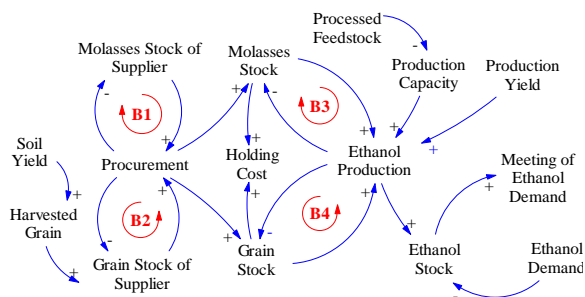 Processed
Feedstock
Molasses Stock of
Supplier
Molasses
Stock
Production
Capacity
Production
Yield
B1
B3
Soil
Yield
Procurement
Holding
Cost
Ethanol
Production
Meeting of
Ethanol
Demand
Harvested
Grain
B2
B4
Grain Stock of
Supplier
Grain
Stock
Ethanol
Stock
Ethanol
Demand